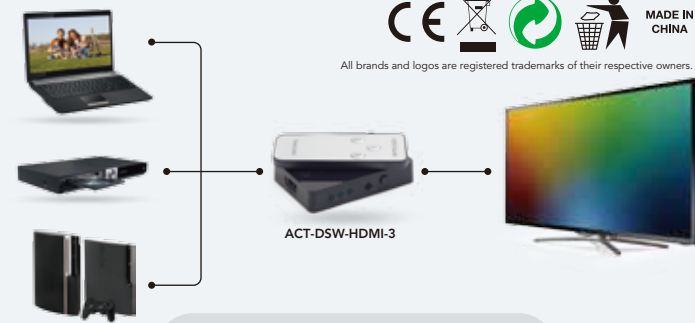 CE
MADE IN
CHINA
All brands and logos are registered trademarks of their respective owners.
ACT-DSW-HDMI-3